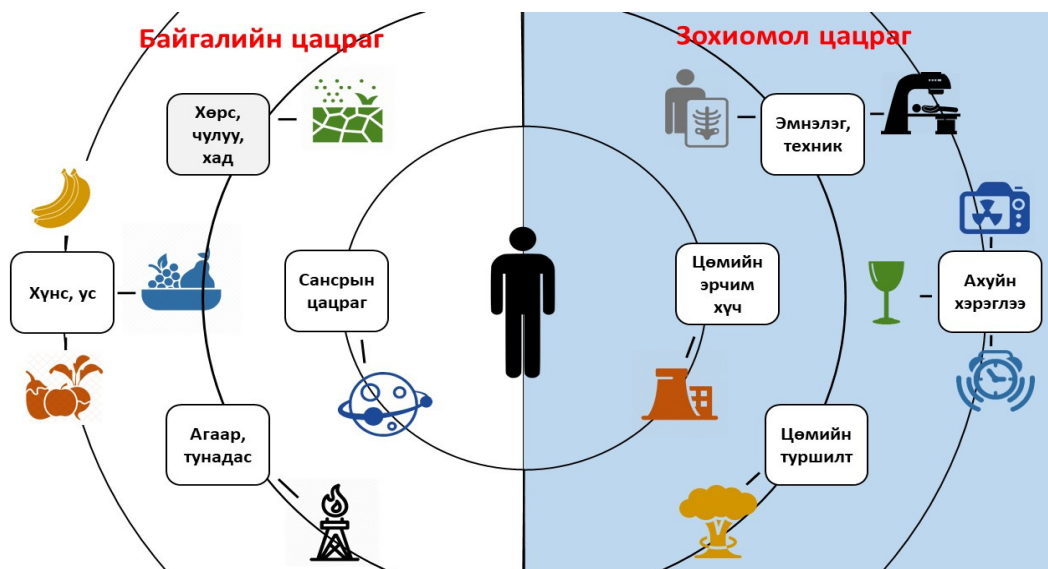 Байгалийн цацраг
Зохиомол цацраг
Хөрс,
чулуу,
хад
Хүнс, ус
Сансрын
цацраг
Агаар,
тунадас
Эмнэлэг,
техник
Цөмийн
эрчим
хүч
Ахуйн
хэрэглээ
Цөмийн
туршилт